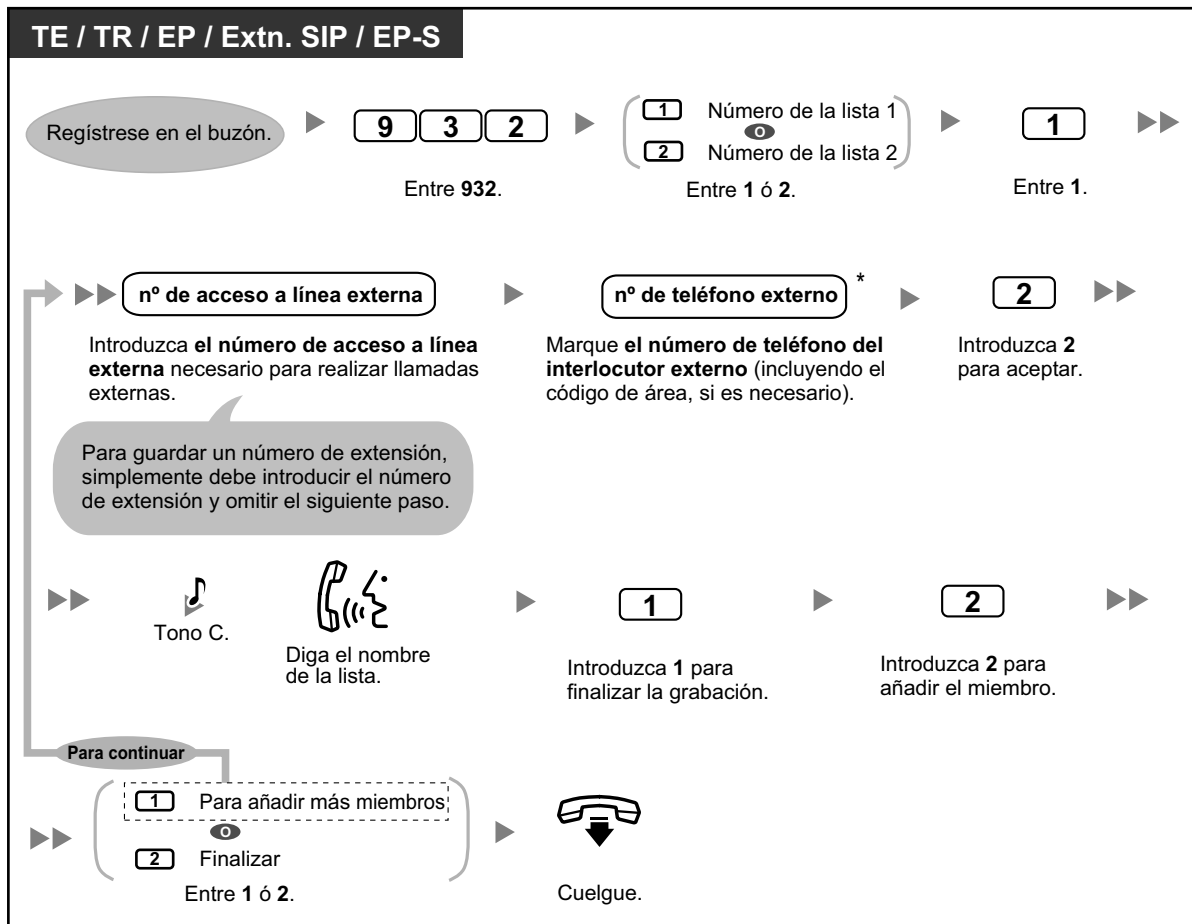 TE / TR / EP / Extn. SIP / EP-S
Regístrese en el buzón.
9 3 2
Entre 932.
1 Número de la lista 1
O
2 Número de la lista 2
Entre 1 ó 2.
1
Entre 1.
nº de acceso a línea externa
Introduzca el número de acceso a línea
externa necesario para realizar llamadas
externas.
nº de teléfono externo *
Marque el número de teléfono del
interlocutor externo (incluyendo el
código de área, si es necesario).
2
Introduzca 2
para aceptar.
Para guardar un número de extensión,
simplemente debe introducir el número
de extensión y omitir el siguiente paso.
Tono C.
Diga el nombre
de la lista.
1
Introduzca 1 para
finalizar la grabación.
2
Introduzca 2 para
añadir el miembro.
Para continuar
1 Para añadir más miembros
O
2 Finalizar
Entre 1 ó 2.
Cuelgue.